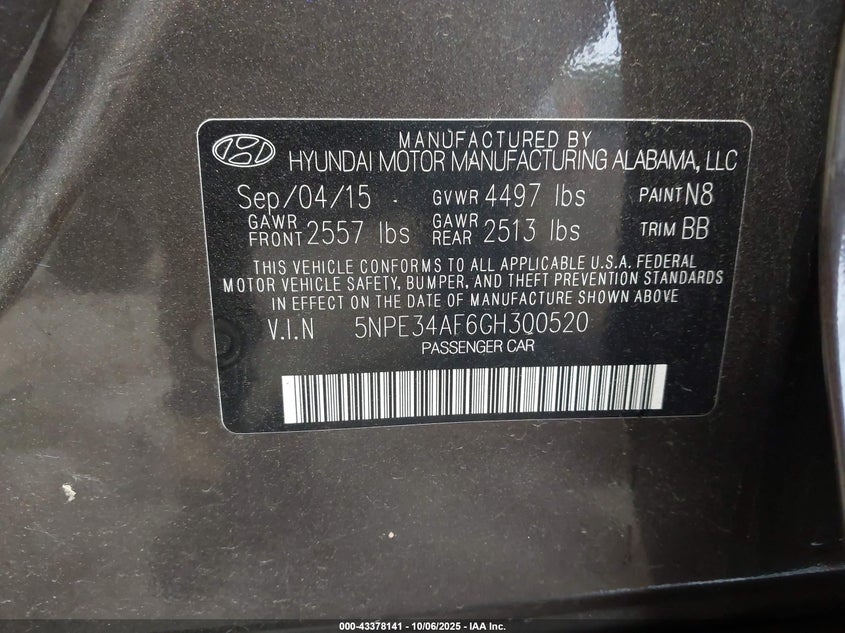 MANUFACTURED BY
HYUNDAI MOTOR MANUFACTURING ALABAMA, LLC
Sep/04/15 GVWR 4497 lbs PAINT N8
GAWR FRONT 2557 lbs GAWR REAR 2513 lbs TRIM BB
THIS VEHICLE CONFORMS TO ALL APPLICABLE U.S.A. FEDERAL
MOTOR VEHICLE SAFETY, BUMPER, AND THEFT PREVENTION STANDARDS
IN EFFECT ON THE DATE OF MANUFACTURE SHOWN ABOVE
V.I.N 5NPE34AF6GH300520
PASSENGER CAR
000-43378141 - 10/06/2025 - IAA Inc.